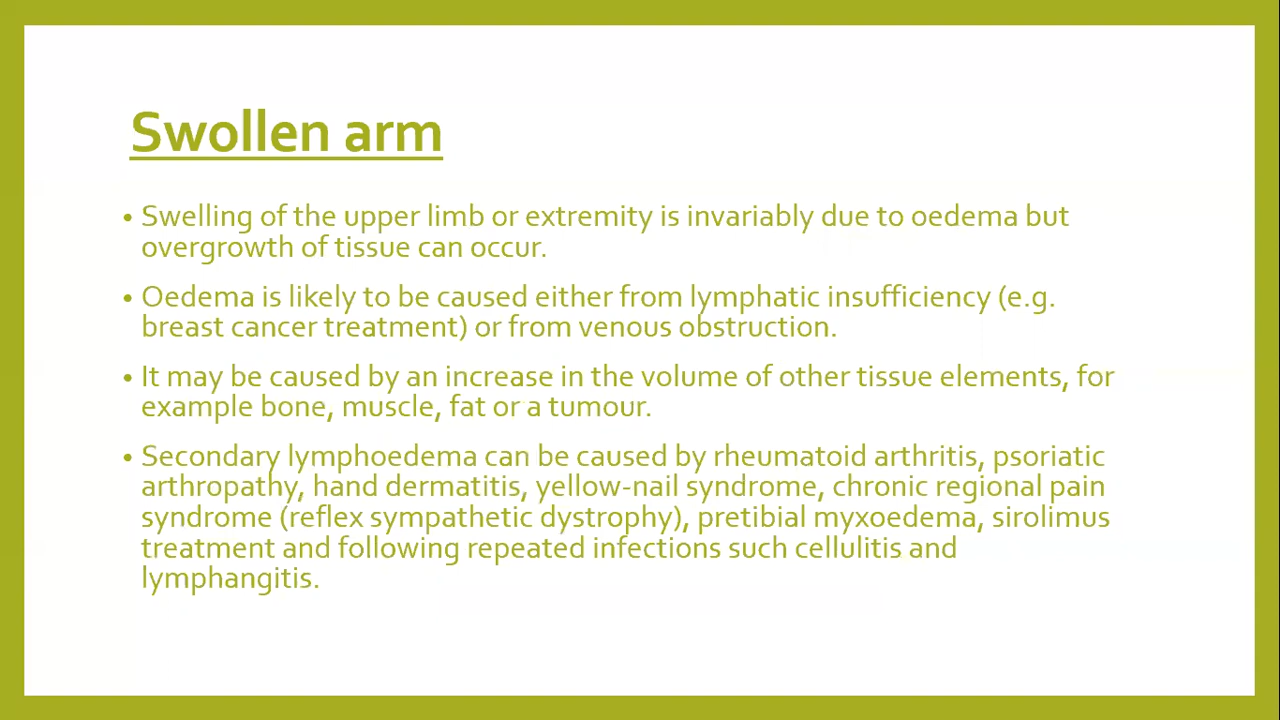 Swollen arm
• Swelling of the upper limb or extremity is invariably due to oedema but
overgrowth of tissue can occur.
• Oedema is likely to be caused either from lymphatic insufficiency (e.g.
breast cancer treatment) or from venous obstruction.
• It may be caused by an increase in the volume of other tissue elements, for
example bone, muscle, fat or a tumour.
• Secondary lymphoedema can be caused by rheumatoid arthritis, psoriatic
arthropathy, hand dermatitis, yellow-nail syndrome, chronic regional pain
syndrome (reflex sympathetic dystrophy), pretibial myxoedema, sirolimus
treatment and following repeated infections such cellulitis and
lymphangitis.